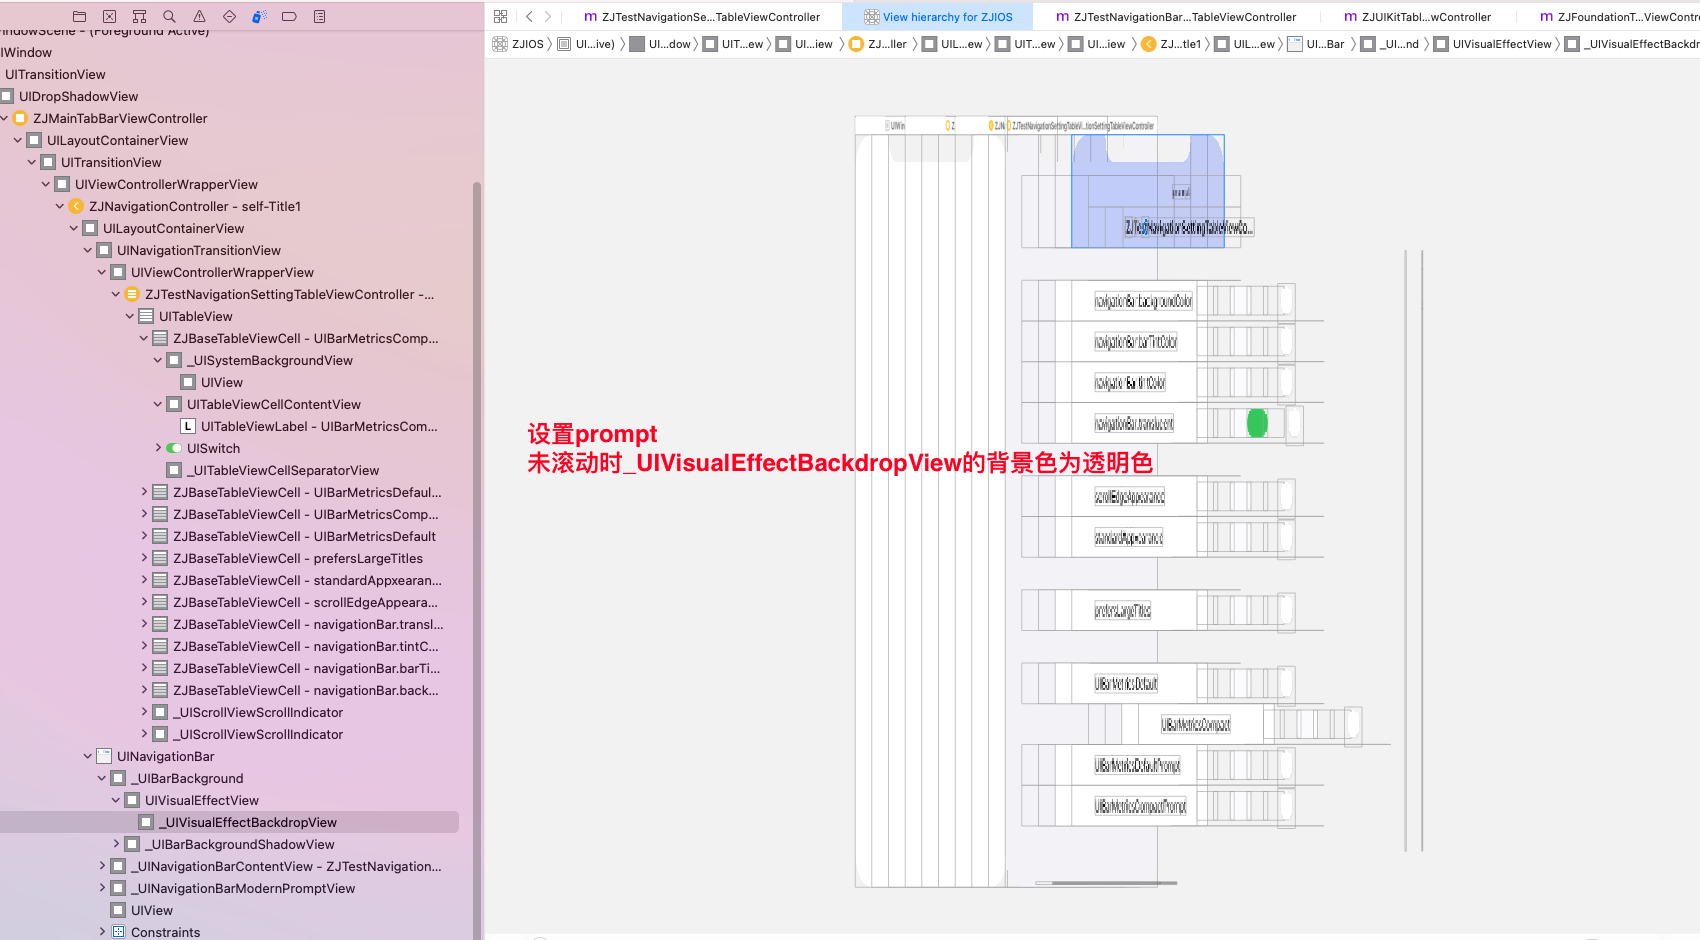 ZJTestNavigationSe...TableViewController
View hierarchy for ZJIOS
ZJTestNavigationBar...TableViewController
ZJUIKitTabl...wController
ZJFoundationT...ViewContr
ZJIOS
UI...ive)
UI...dow
UIT...ew
UI...iew
ZJ...ller
UIL...ew
UIT...ew
UI...iew
ZJ...tle1
UIL...ew
UI...Bar
_UI...nd
UIVisualEffectView
_UIVisualEffectBackdr
indowScene - (Foreground Active)
IWindow
UITransitionView
UIDropShadowView
ZJMainTabBarViewController
UILayoutContainerView
UITransitionView
UIViewControllerWrapperView
ZJNavigationController - self-Title1
UILayoutContainerView
UINavigationTransitionView
UIViewControllerWrapperView
ZJTestNavigationSettingTableViewController -...
UITableView
ZJBaseTableViewCell - UIBarMetricsComp...
_UISystemBackgroundView
UIView
UITableViewCellContentView
L UITableViewLabel - UIBarMetricsCom...
UISwitch
_UITableViewCellSeparatorView
ZJBaseTableViewCell - UIBarMetricsDefaul...
ZJBaseTableViewCell - UIBarMetricsComp...
ZJBaseTableViewCell - UIBarMetricsDefault
ZJBaseTableViewCell - prefersLargeTitles
ZJBaseTableViewCell - standardAppxearan...
ZJBaseTableViewCell - scrollEdgeAppeara...
ZJBaseTableViewCell - navigationBar.transl...
ZJBaseTableViewCell - navigationBar.tintC...
ZJBaseTableViewCell - navigationBar.barTi...
ZJBaseTableViewCell - navigationBar.back...
_UIScrollViewScrollIndicator
_UIScrollViewScrollIndicator
UINavigationBar
_UIBarBackground
UIVisualEffectView
_UIVisualEffectBackdropView
_UIBarBackgroundShadowView
_UINavigationBarContentView - ZJTestNavigation...
_UINavigationBarModernPromptView
UIView
Constraints
UIWin
Z
ZJN
ZJTestNavigationSettingTableVi...tionSettingTableViewController
ZJTestNavigationSettingTableViewCo...
navigationBar.backgroundColor
navigationBar.barTintColor
navigationBar.tintColor
navigationBar.translucent
设置prompt
未滚动时_UIVisualEffectBackdropView的背景色为透明色
scrollEdgeAppearance
standardAppxearance
prefersLargeTitles
UIBarMetricsDefault
UIBarMetricsCompact
UIBarMetricsDefaultPrompt
UIBarMetricsCompactPrompt